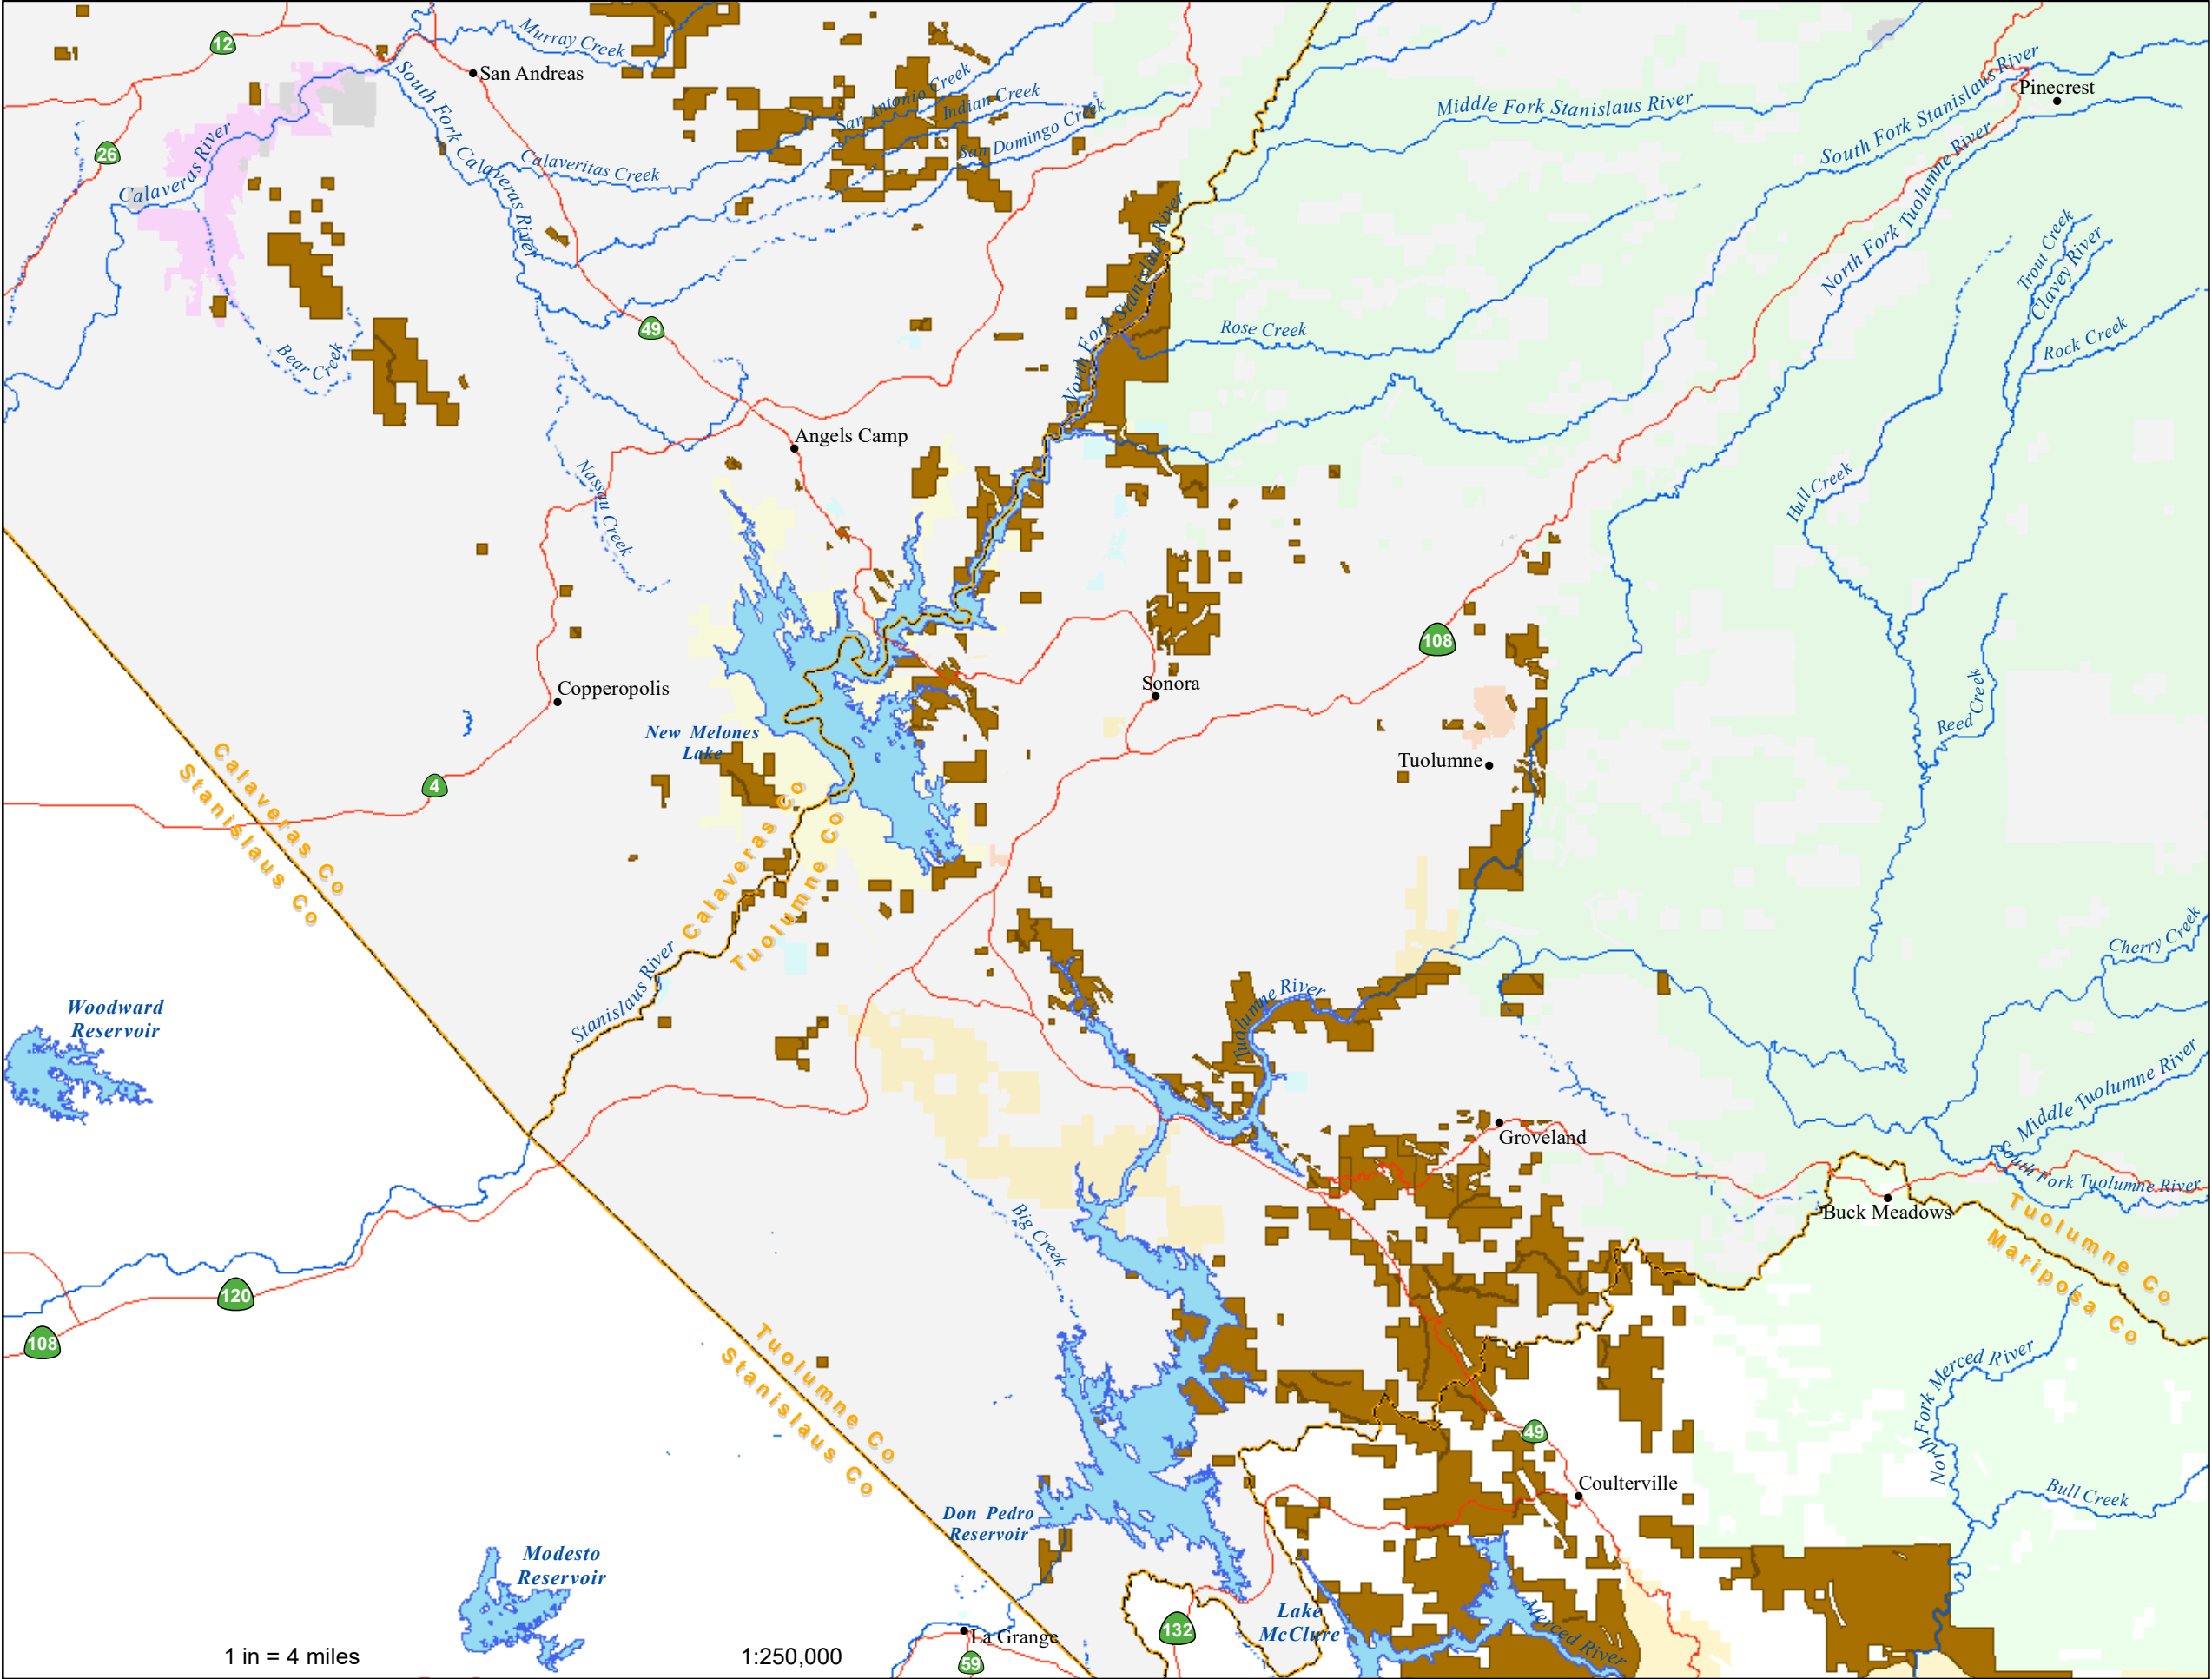 12
Murray Creek
San Andreas
26
Calaveras River
South Fork Calaveras River
Calaveritas Creek
San Antonio Creek
Indian Creek
San Domingo Creek
Middle Fork Stanislaus River
South Fork Stanislaus River
Pinecrest
North Fork Tuolumne River
Trout Creek
Clavey River
Rock Creek
Bear Creek
49
North Fork Stanislaus River
Rose Creek
Angels Camp
Nassau Creek
Hull Creek
108
Copperopolis
Sonora
New Melones
Lake
Tuolumne
Reed Creek
4
Calaveras Co
Stanislaus Co
Calaveras Co
Tuolumne Co
Stanislaus River
Cherry Creek
Woodward
Reservoir
Tuolumne River
Middle Tuolumne River
Groveland
South Fork Tuolumne River
Buck Meadows
Big Creek
Tuolumne Co
Mariposa Co
120
108
Tuolumne Co
Stanislaus Co
North Fork Merced River
49
Coulterville
Bull Creek
Don Pedro
Reservoir
Modesto
Reservoir
Lake
McClure
Merced River
132
La Grange
59
1 in = 4 miles
1:250,000